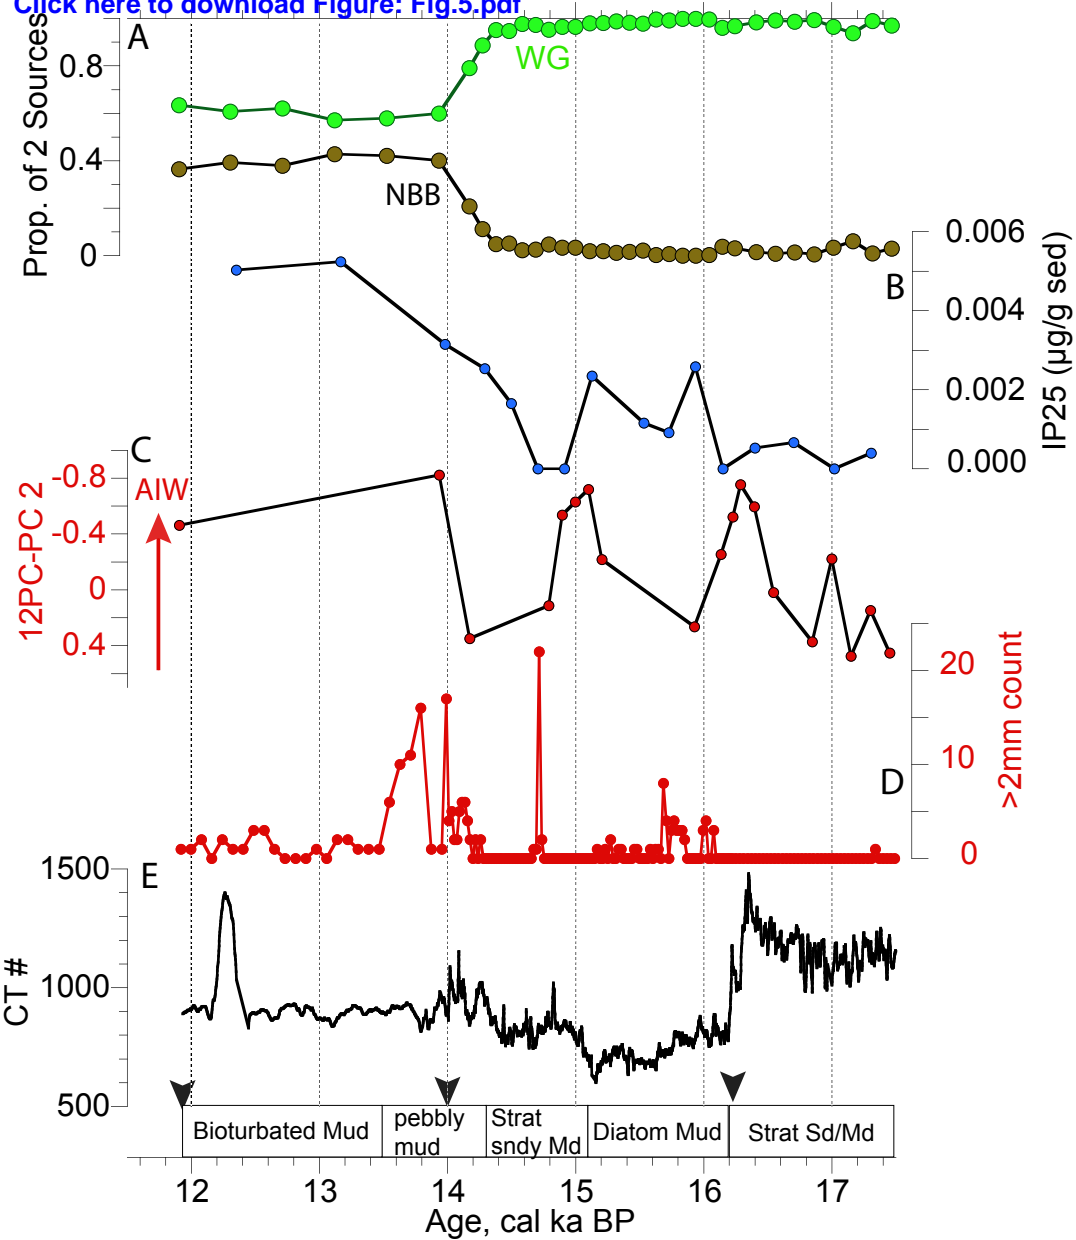 Click here to download Figure: Fig.5.pdf
A
WG
Prop. of 2 Sources
0.8
0.4
0
NBB
0.006
B
0.004
0.002
0.000
IP25 (µg/g sed)
C
-0.8
AIW
-0.4
0
0.4
12PC-PC 2
20
10
0
>2mm count
D
1500
E
1000
500
CT #
Bioturbated Mud
pebbly
mud
Strat
sndy Md
Diatom Mud
Strat Sd/Md
12 13 14 15 16 17
Age, cal ka BP